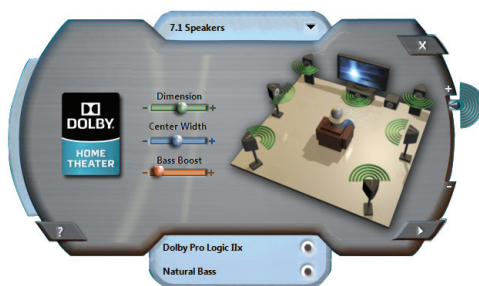 7.1 Speakers
X
Dimension
- +
DOLBY.
Center Width
- +
HOME
THEATER
Bass Boost
- +
+
-
?
Dolby Pro Logic IIx
Natural Bass